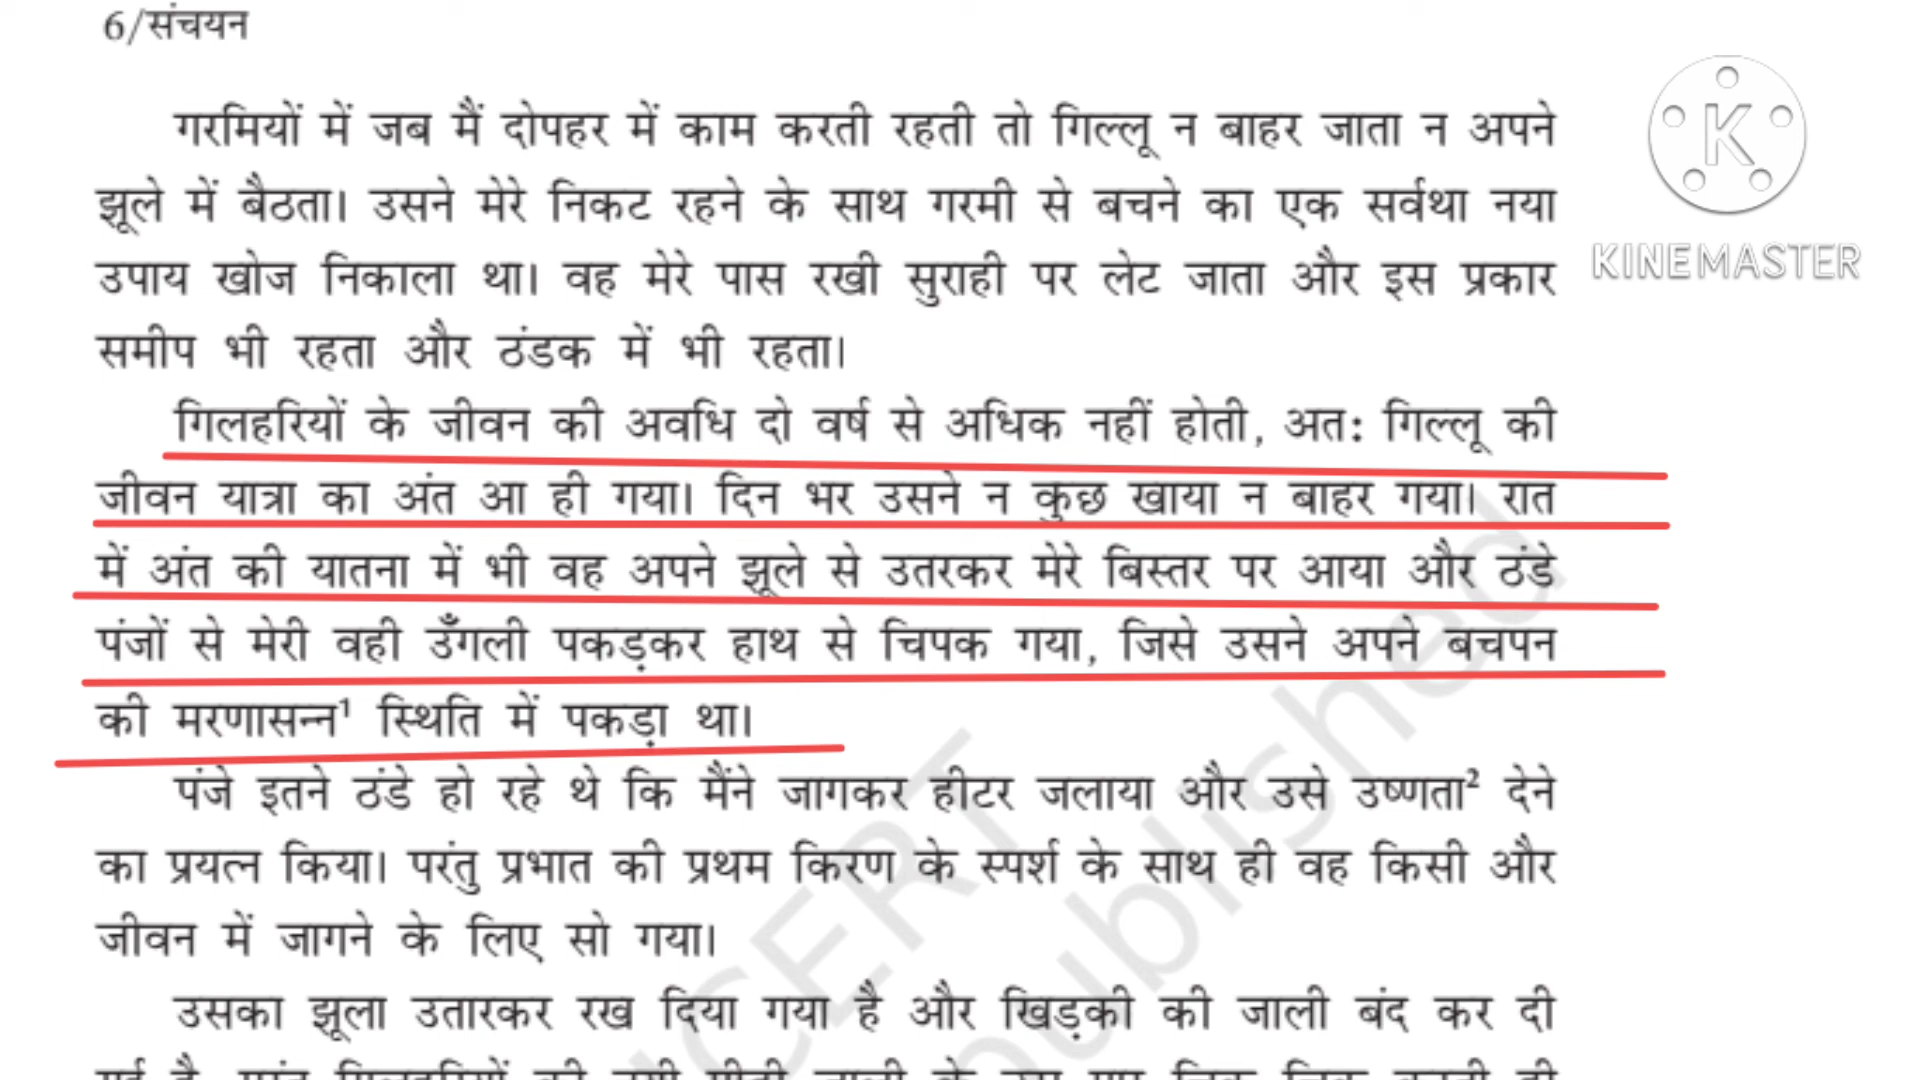 6/संचयन
गरमियों में जब मैं दोपहर में काम करती रहती तो गिल्लू न बाहर जाता न अपने
झूले में बैठता। उसने मेरे निकट रहने के साथ गरमी से बचने का एक सर्वथा नया
उपाय खोज निकाला था। वह मेरे पास रखी सुराही पर लेट जाता और इस प्रकार
समीप भी रहता और ठंडक में भी रहता।
गिलहरियों के जीवन की अवधि दो वर्ष से अधिक नहीं होती, अतः गिल्लू की
जीवन यात्रा का अंत आ ही गया। दिन भर उसने न कुछ खाया न बाहर गया। रात
में अंत की यातना में भी वह अपने झूले से उतरकर मेरे बिस्तर पर आया और ठंडे
पंजों से मेरी वही उँगली पकड़कर हाथ से चिपक गया, जिसे उसने अपने बचपन
की मरणासन्न¹ स्थिति में पकड़ा था।
पंजे इतने ठंडे हो रहे थे कि मैंने जागकर हीटर जलाया और उसे उष्णता² देने
का प्रयत्न किया। परंतु प्रभात की प्रथम किरण के स्पर्श के साथ ही वह किसी और
जीवन में जागने के लिए सो गया।
उसका झूला उतारकर रख दिया गया है और खिड़की की जाली बंद कर दी
K
KINEMASTER
NCERT
published